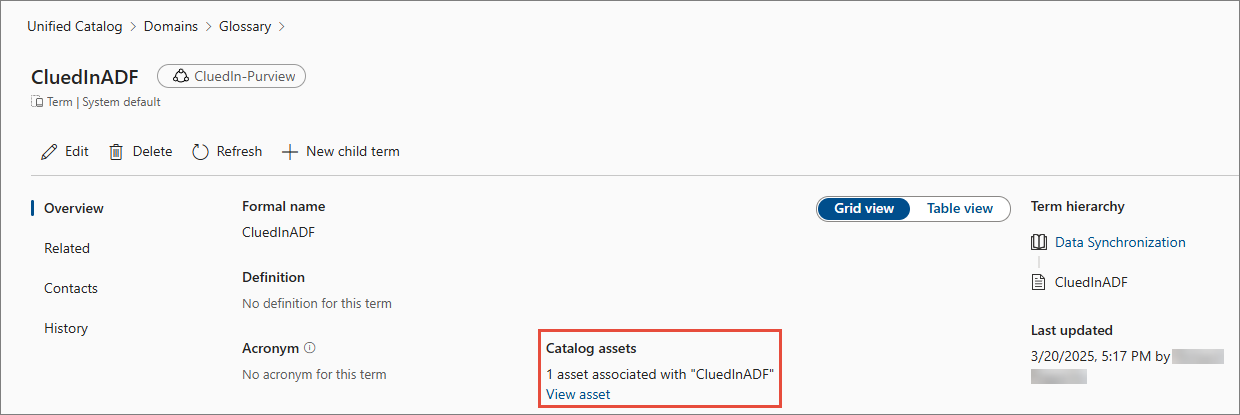 Unified Catalog > Domains > Glossary >
CluedInADF CluedIn-Purview
Term | System default
Edit Delete Refresh New child term
Overview
Related
Contacts
History
Formal name
CluedInADF
Definition
No definition for this term
Acronym
No acronym for this term
Catalog assets
1 asset associated with "CluedInADF"
View asset
Grid view Table view
Term hierarchy
Data Synchronization
CluedInADF
Last updated
3/20/2025, 5:17 PM by